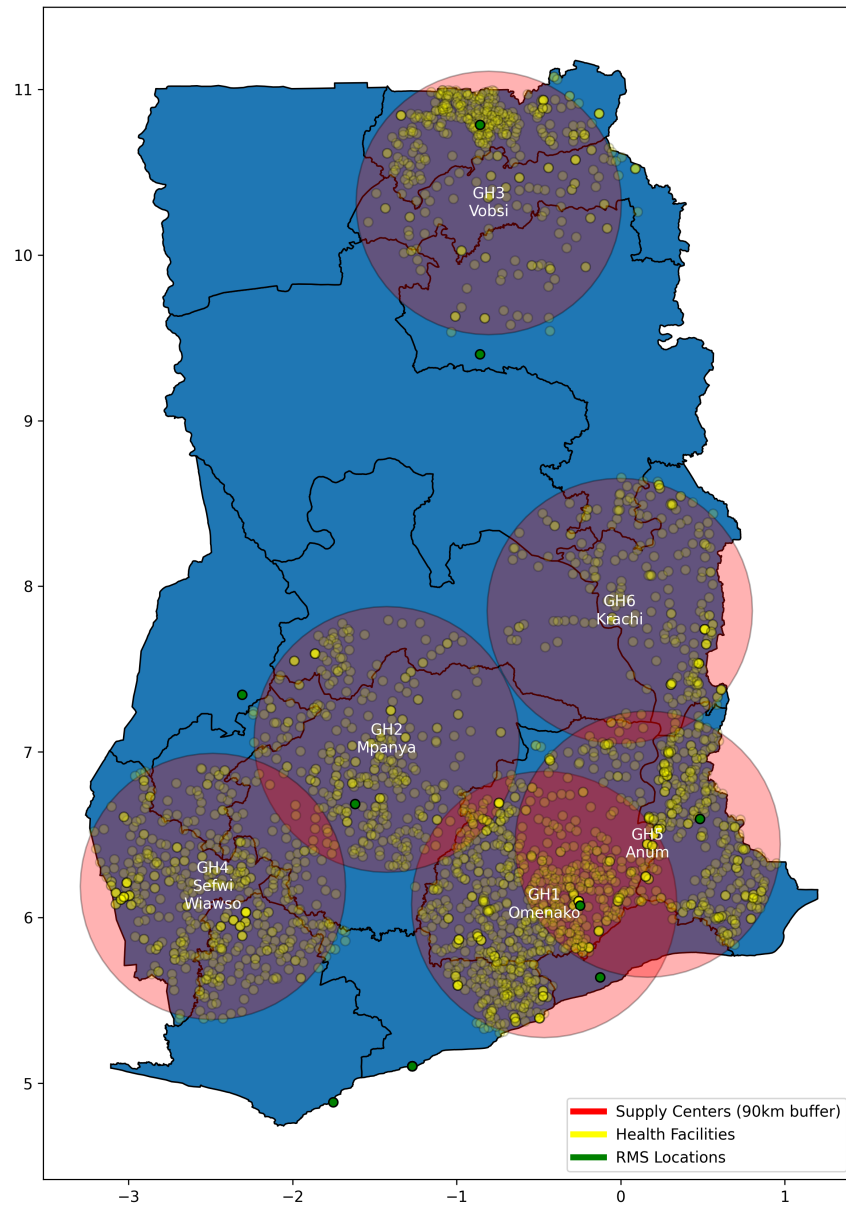 11
10
9
8
7
6
5
GH3
Vobsi
GH6
Krachi
GH2
Mpanya
GH5
Anum
GH4
Sefwi
Wiawso
GH1
Omenako
Supply Centers (90km buffer)
Health Facilities
RMS Locations
−3
−2
−1
0
1